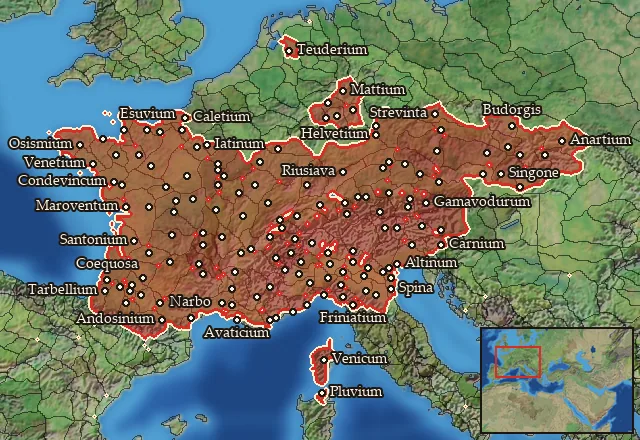 Teuderium
Mattium
Esuvium
Caletium
Strevinta
Budorgis
Helvetium
Osismium
Iatinum
Anartium
Venetium
Riusiava
Condevincum
Singone
Maroventum
Gamavodurum
Santonium
Carnium
Coequosa
Altinum
Tarbellium
Narbo
Spina
Andosinium
Friniatium
Avaticium
Venicum
Pluvium